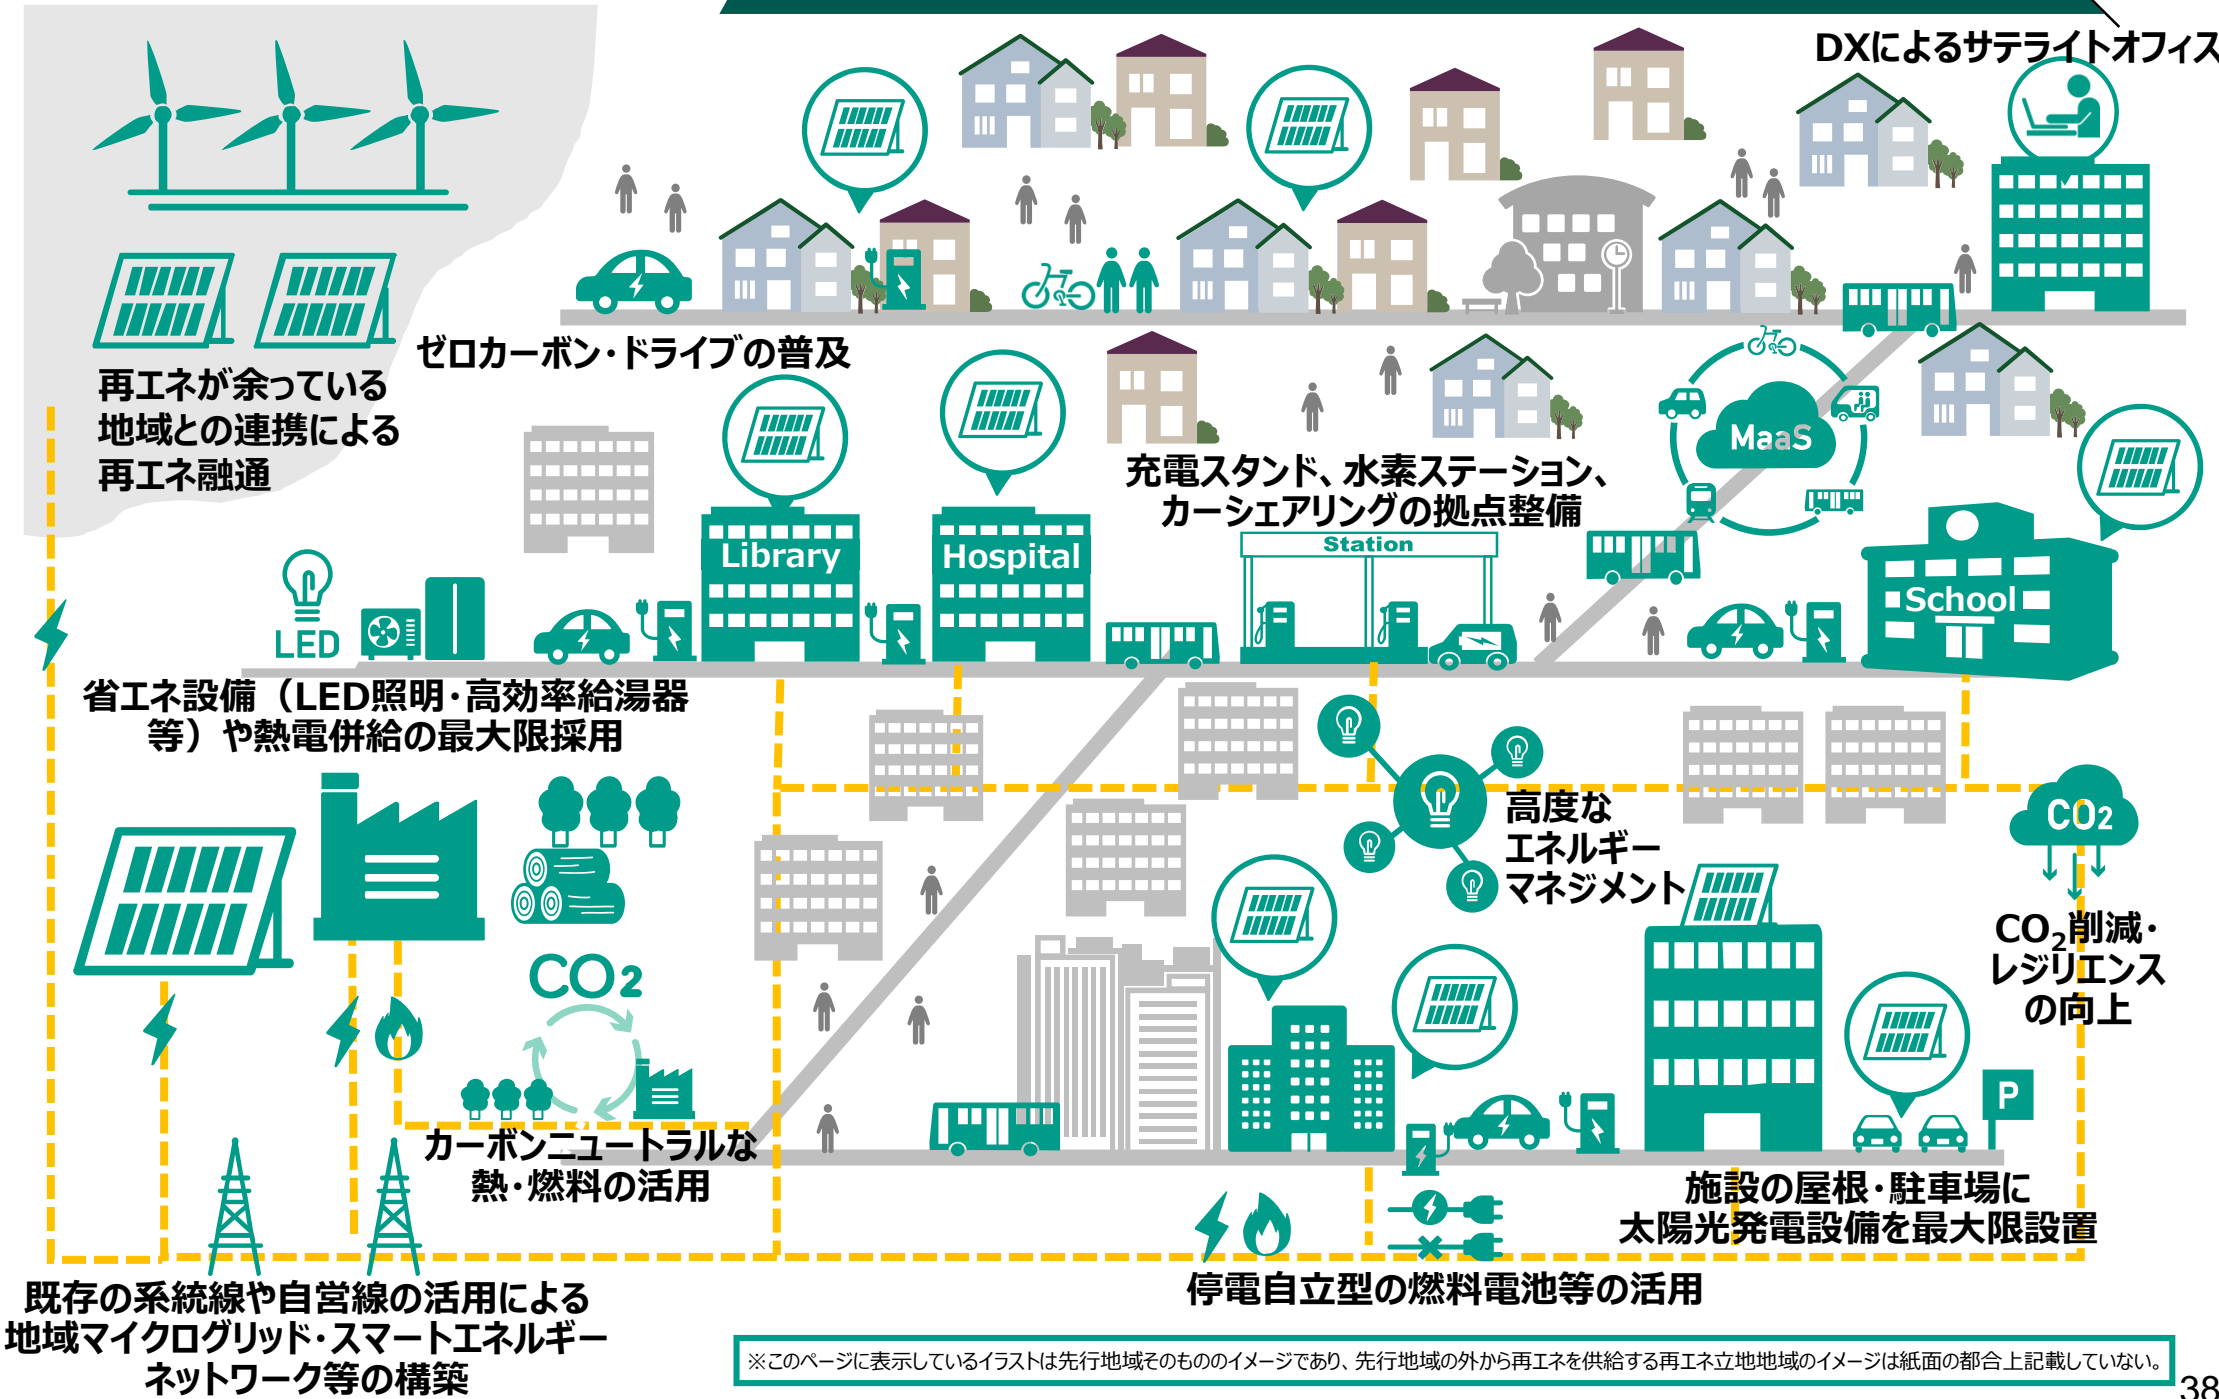 DXによるサテライトオフィス
ゼロカーボン・ドライブの普及
再エネが余っている
地域との連携による
再エネ融通
MaaS
充電スタンド、水素ステーション、
カーシェアリングの拠点整備
Station
Library
Hospital
School
LED
省エネ設備（LED照明・高効率給湯器
等）や熱電併給の最大限採用
高度な
エネルギー
マネジメント
CO2
CO₂削減・
レジリエンス
の向上
CO2
カーボンニュートラルな
熱・燃料の活用
P
施設の屋根・駐車場に
太陽光発電設備を最大限設置
停電自立型の燃料電池等の活用
既存の系統線や自営線の活用による
地域マイクログリッド・スマートエネルギー
ネットワーク等の構築
※このページに表示しているイラストは先行地域そのもののイメージであり、先行地域の外から再エネを供給する再エネ立地地域のイメージは紙面の都合上記載していない。
38